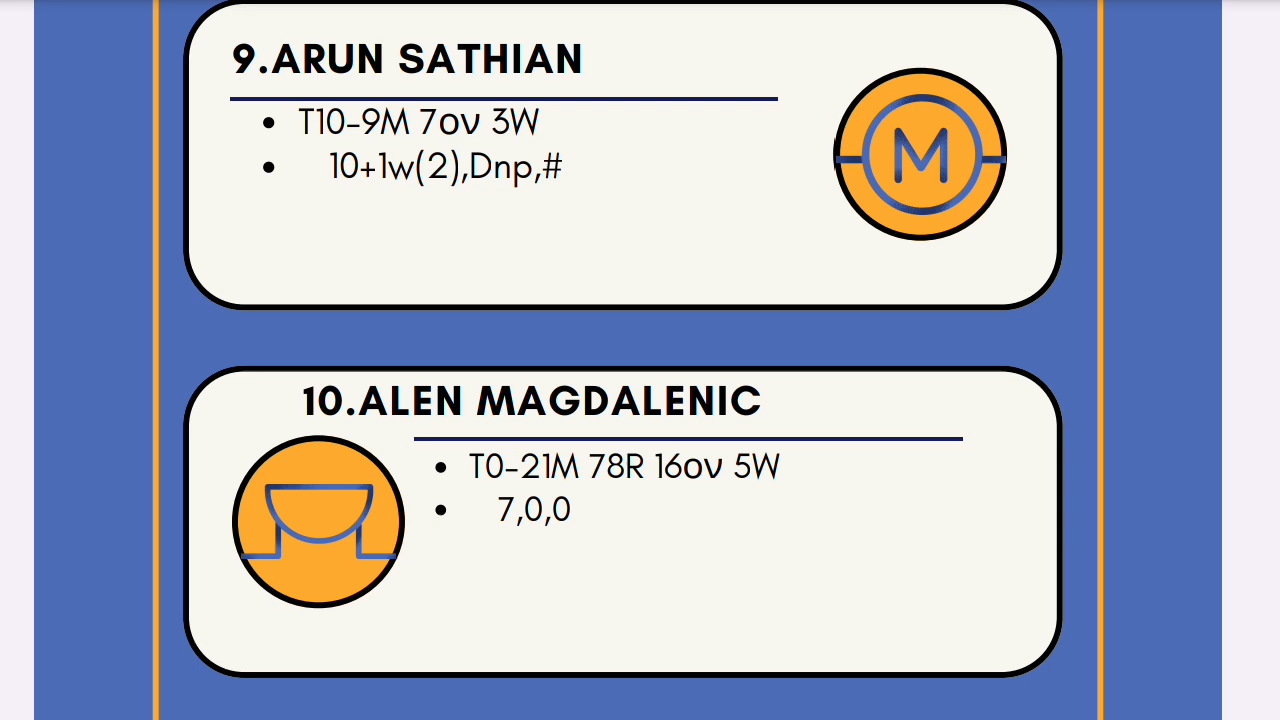 9.ARUN SATHIAN
T10-9M 7ov 3W
10+1w(2),Dnp,#
M
10.ALEN MAGDALENIC
T0-21M 78R 16ov 5W
7,0,0